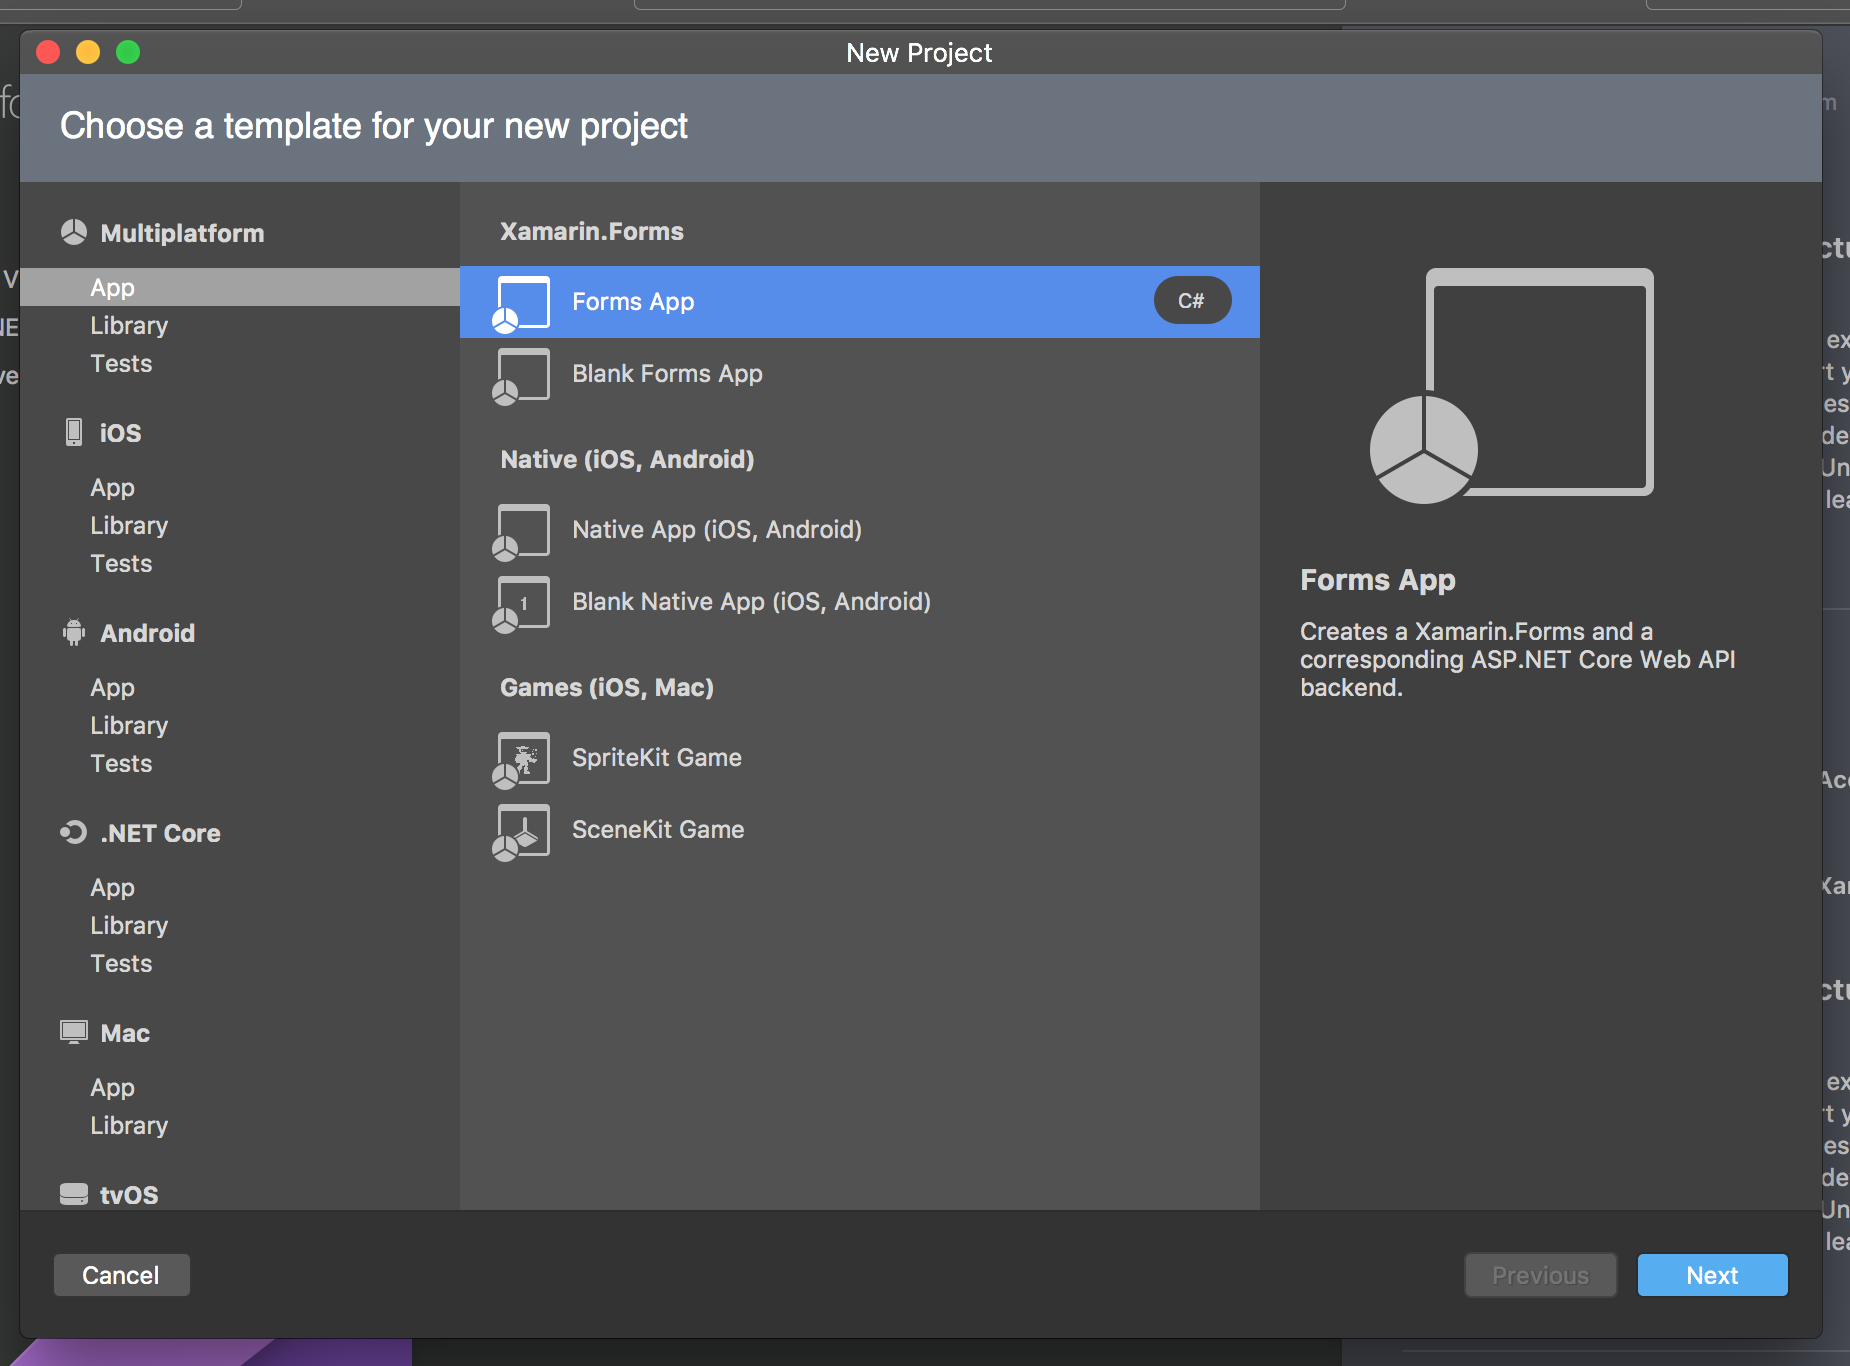 New Project
Choose a template for your new project
Multiplatform
App
Library
Tests
iOS
App
Library
Tests
Android
App
Library
Tests
.NET Core
App
Library
Tests
Mac
App
Library
tvOS
Xamarin.Forms
Forms App
C#
Blank Forms App
Native (iOS, Android)
Native App (iOS, Android)
1
Blank Native App (iOS, Android)
Games (iOS, Mac)
SpriteKit Game
SceneKit Game
Forms App
Creates a Xamarin.Forms and a
corresponding ASP.NET Core Web API
backend.
Cancel
Previous
Next